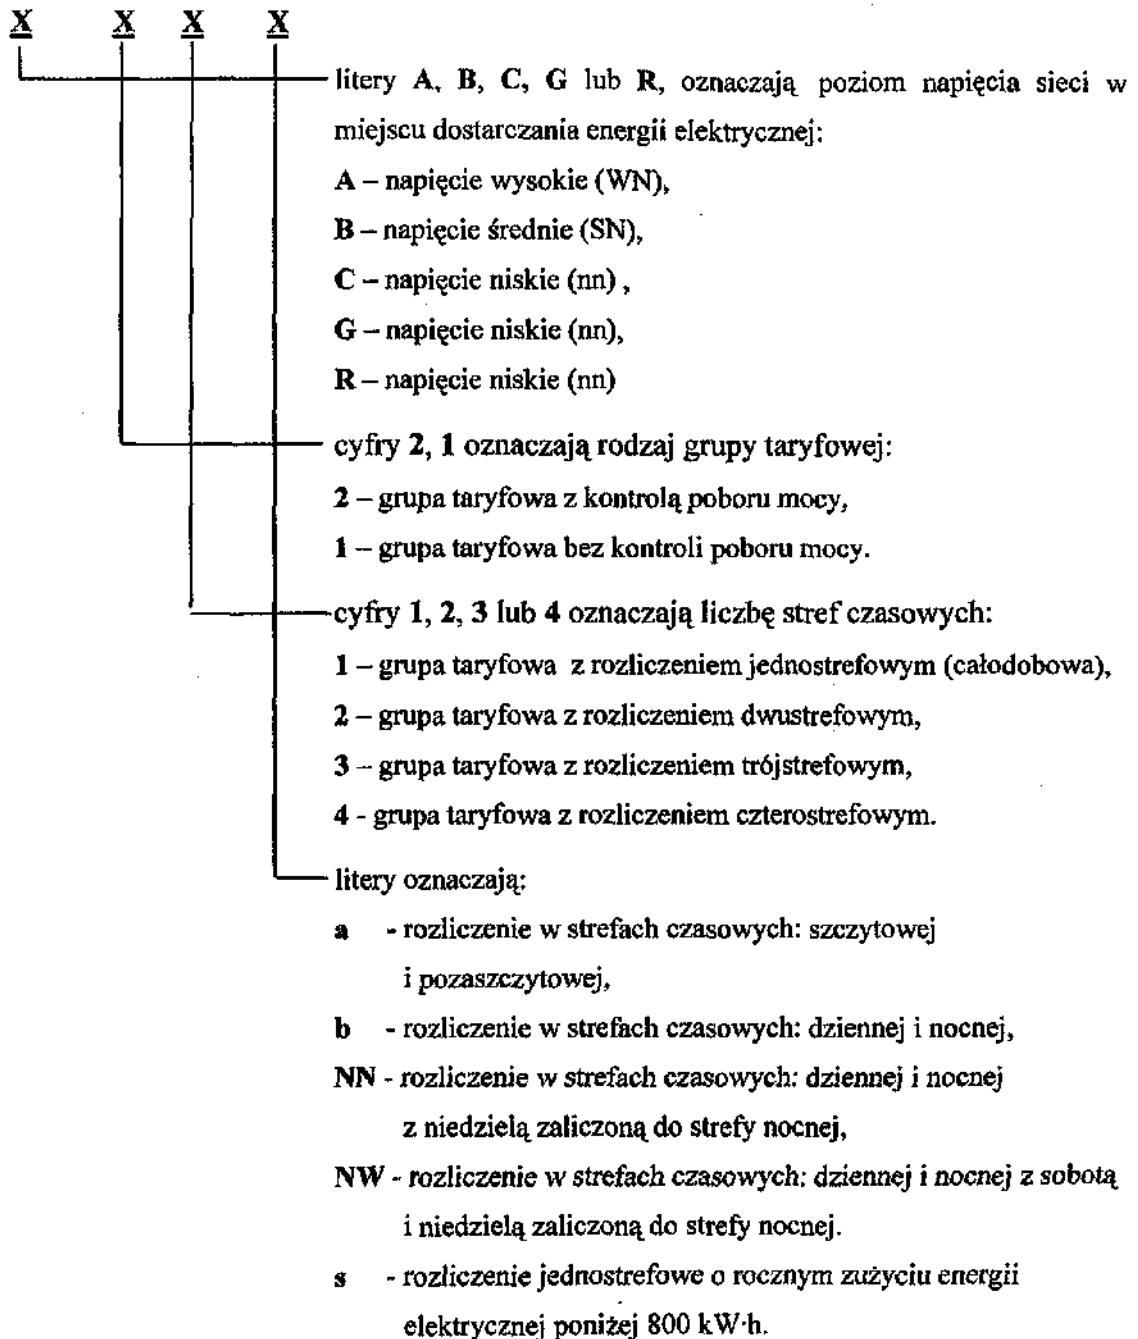 X X X X
litery A, B, C, G lub R, oznaczają poziom napięcia sieci w
miejscu dostarczania energii elektrycznej:
A – napięcie wysokie (WN),
B – napięcie średnie (SN),
C – napięcie niskie (nn) ,
G – napięcie niskie (nn),
R – napięcie niskie (nn)
cyfry 2, 1 oznaczają rodzaj grupy taryfowej:
2 – grupa taryfowa z kontrolą poboru mocy,
1 – grupa taryfowa bez kontroli poboru mocy.
cyfry 1, 2, 3 lub 4 oznaczają liczbę stref czasowych:
1 – grupa taryfowa z rozliczeniem jednostrefowym (całodobowa),
2 – grupa taryfowa z rozliczeniem dwustrefowym,
3 – grupa taryfowa z rozliczeniem trójstrefowym,
4 - grupa taryfowa z rozliczeniem czterostrefowym.
litery oznaczają:
a - rozliczenie w strefach czasowych: szczytowej
i pozaszczytowej,
b - rozliczenie w strefach czasowych: dziennej i nocnej,
NN - rozliczenie w strefach czasowych: dziennej i nocnej
z niedzielą zaliczoną do strefy nocnej,
NW - rozliczenie w strefach czasowych: dziennej i nocnej z sobotą
i niedzielą zaliczoną do strefy nocnej.
s - rozliczenie jednostrefowe o rocznym zużyciu energii
elektrycznej poniżej 800 kW·h.